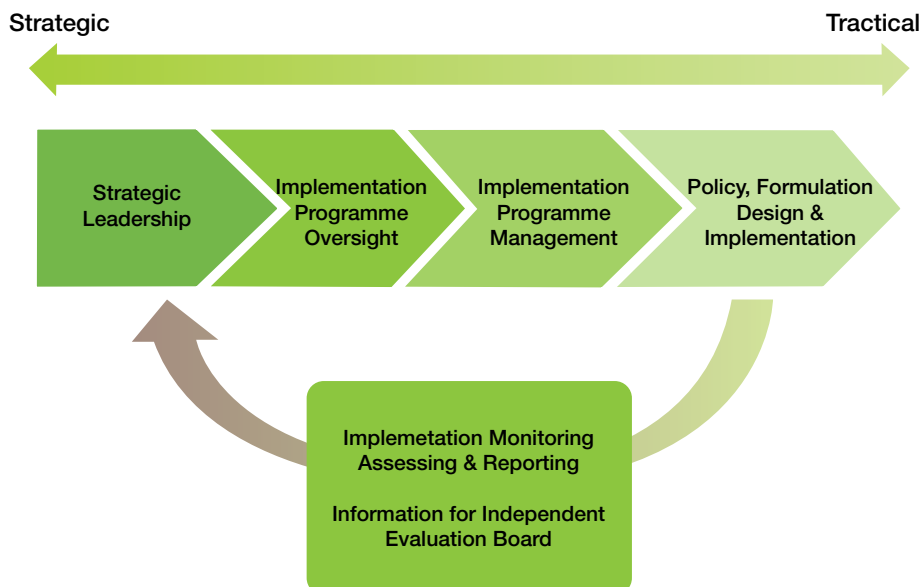 Strategic
Tractical
Strategic
Leadership
Implementation
Programme
Oversight
Implementation
Programme
Management
Policy, Formulation
Design &
Implementation
Implemetation Monitoring
Assessing & Reporting
Information for Independent
Evaluation Board